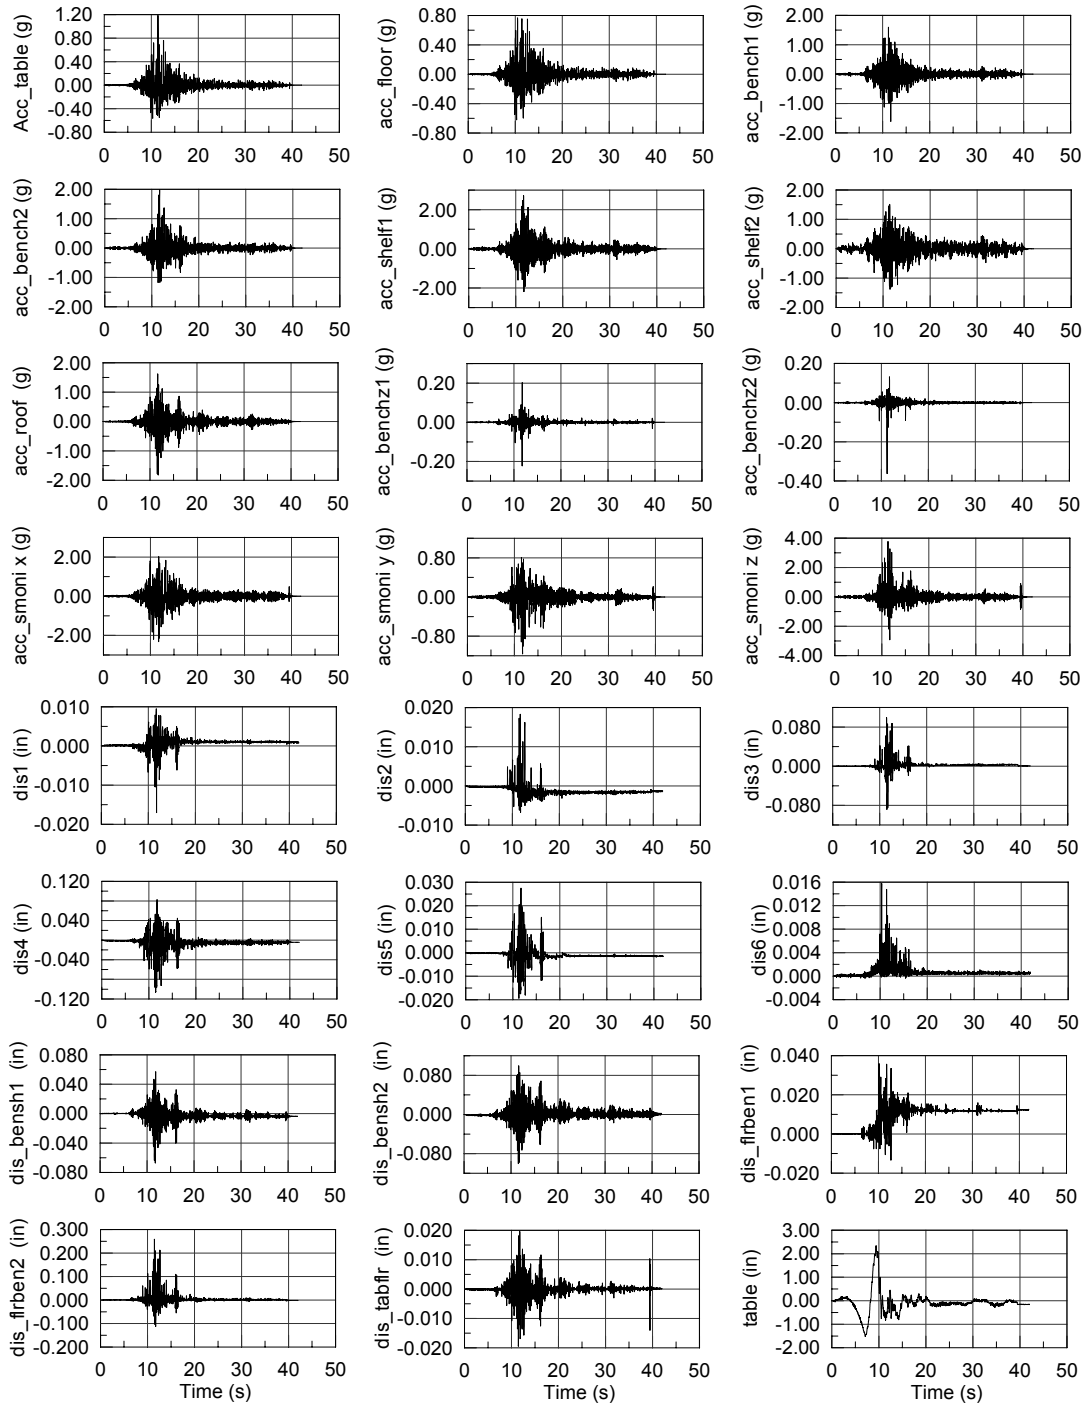 Acc_table (g)
1.20
0.80
0.40
0.00
-0.40
-0.80
0 10 20 30 40 50
acc_floor (g)
0.80
0.40
0.00
-0.40
-0.80
0 10 20 30 40 50
acc_bench1 (g)
2.00
1.00
0.00
-1.00
-2.00
0 10 20 30 40 50
acc_bench2 (g)
2.00
1.00
0.00
-1.00
-2.00
0 10 20 30 40 50
acc_shelf1 (g)
2.00
0.00
-2.00
0 10 20 30 40 50
acc_shelf2 (g)
2.00
1.00
0.00
-1.00
-2.00
0 10 20 30 40 50
acc_roof (g)
2.00
1.00
0.00
-1.00
-2.00
0 10 20 30 40 50
acc_benchz1 (g)
0.20
0.00
-0.20
0 10 20 30 40 50
acc_benchz2 (g)
0.20
0.00
-0.20
-0.40
0 10 20 30 40 50
acc_smoni x (g)
2.00
0.00
-2.00
0 10 20 30 40 50
acc_smoni y (g)
0.80
0.00
-0.80
0 10 20 30 40 50
acc_smoni z (g)
4.00
2.00
0.00
-2.00
-4.00
0 10 20 30 40 50
dis1 (in)
0.010
0.000
-0.010
-0.020
0 10 20 30 40 50
dis2 (in)
0.020
0.010
0.000
-0.010
0 10 20 30 40 50
dis3 (in)
0.080
0.000
-0.080
0 10 20 30 40 50
dis4 (in)
0.120
0.040
-0.040
-0.120
0 10 20 30 40 50
dis5 (in)
0.030
0.020
0.010
0.000
-0.010
-0.020
0 10 20 30 40 50
dis6 (in)
0.016
0.012
0.008
0.004
0.000
-0.004
0 10 20 30 40 50
dis_bensh1 (in)
0.080
0.040
0.000
-0.040
-0.080
0 10 20 30 40 50
dis_bensh2 (in)
0.080
0.000
-0.080
0 10 20 30 40 50
dis_flrben1 (in)
0.040
0.020
0.000
-0.020
0 10 20 30 40 50
dis_flrben2 (in)
0.300
0.200
0.100
0.000
-0.100
-0.200
0 10 20 30 40 50
Time (s)
dis_tabflr (in)
0.020
0.010
0.000
-0.010
-0.020
0 10 20 30 40 50
Time (s)
table (in)
3.00
2.00
1.00
0.00
-1.00
-2.00
0 10 20 30 40 50
Time (s)